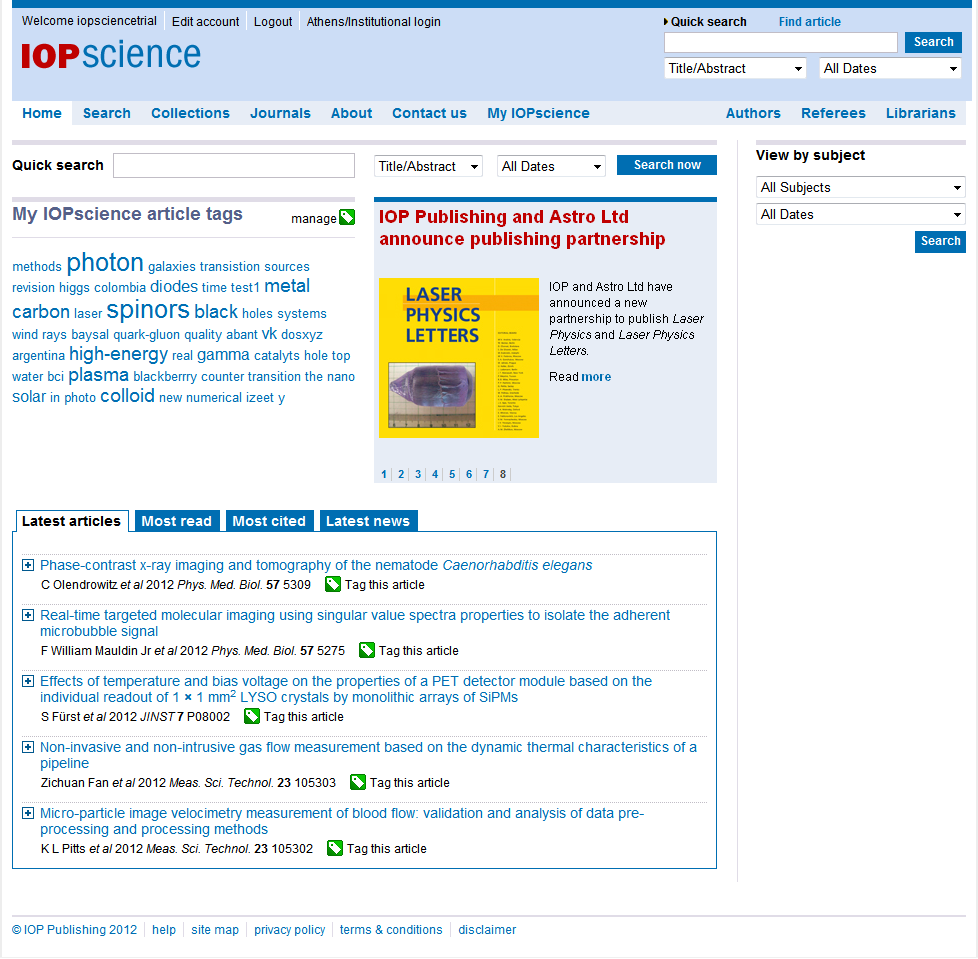 Welcome iopsciencetrial Edit account Logout Athens/Institutional login
Quick search Find article
IOPscience
Search
Title/Abstract All Dates
Home Search Collections Journals About Contact us My IOPscience Authors Referees Librarians
Quick search Title/Abstract All Dates Search now
View by subject
All Subjects
All Dates
Search
My IOPscience article tags manage
methods photon galaxies transistion sources
revision higgs colombia diodes time test1 metal
carbon laser spinors black holes systems
wind rays baysal quark-gluon quality abant vk dosxyz
argentina high-energy real gamma catalyts hole top
water bci plasma blackberrry counter transition the nano
solar in photo colloid new numerical izeet y
IOP Publishing and Astro Ltd
announce publishing partnership
LASER
PHYSICS
LETTERS
IOP and Astro Ltd have
announced a new
partnership to publish Laser
Physics and Laser Physics
Letters.
Read more
1 2 3 4 5 6 7 8
Latest articles Most read Most cited Latest news
Phase-contrast x-ray imaging and tomography of the nematode Caenorhabditis elegans
C Olendrowitz et al 2012 Phys. Med. Biol. 57 5309 Tag this article
Real-time targeted molecular imaging using singular value spectra properties to isolate the adherent
microbubble signal
F William Mauldin Jr et al 2012 Phys. Med. Biol. 57 5275 Tag this article
Effects of temperature and bias voltage on the properties of a PET detector module based on the
individual readout of 1 × 1 mm² LYSO crystals by monolithic arrays of SiPMs
S Fürst et al 2012 JINST 7 P08002 Tag this article
Non-invasive and non-intrusive gas flow measurement based on the dynamic thermal characteristics of a
pipeline
Zichuan Fan et al 2012 Meas. Sci. Technol. 23 105303 Tag this article
Micro-particle image velocimetry measurement of blood flow: validation and analysis of data pre-
processing and processing methods
K L Pitts et al 2012 Meas. Sci. Technol. 23 105302 Tag this article
© IOP Publishing 2012 help site map privacy policy terms & conditions disclaimer